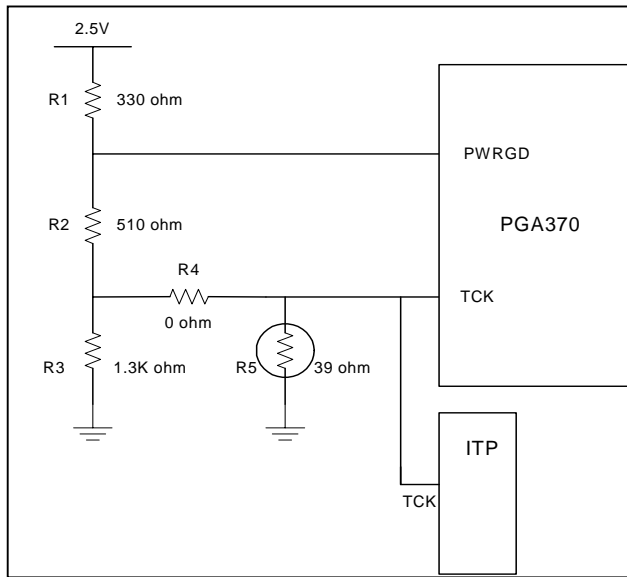 2.5V
R1 330 ohm
PWRGD
R2 510 ohm
PGA370
R4
TCK
0 ohm
R3 1.3K ohm
R5 39 ohm
ITP
TCK